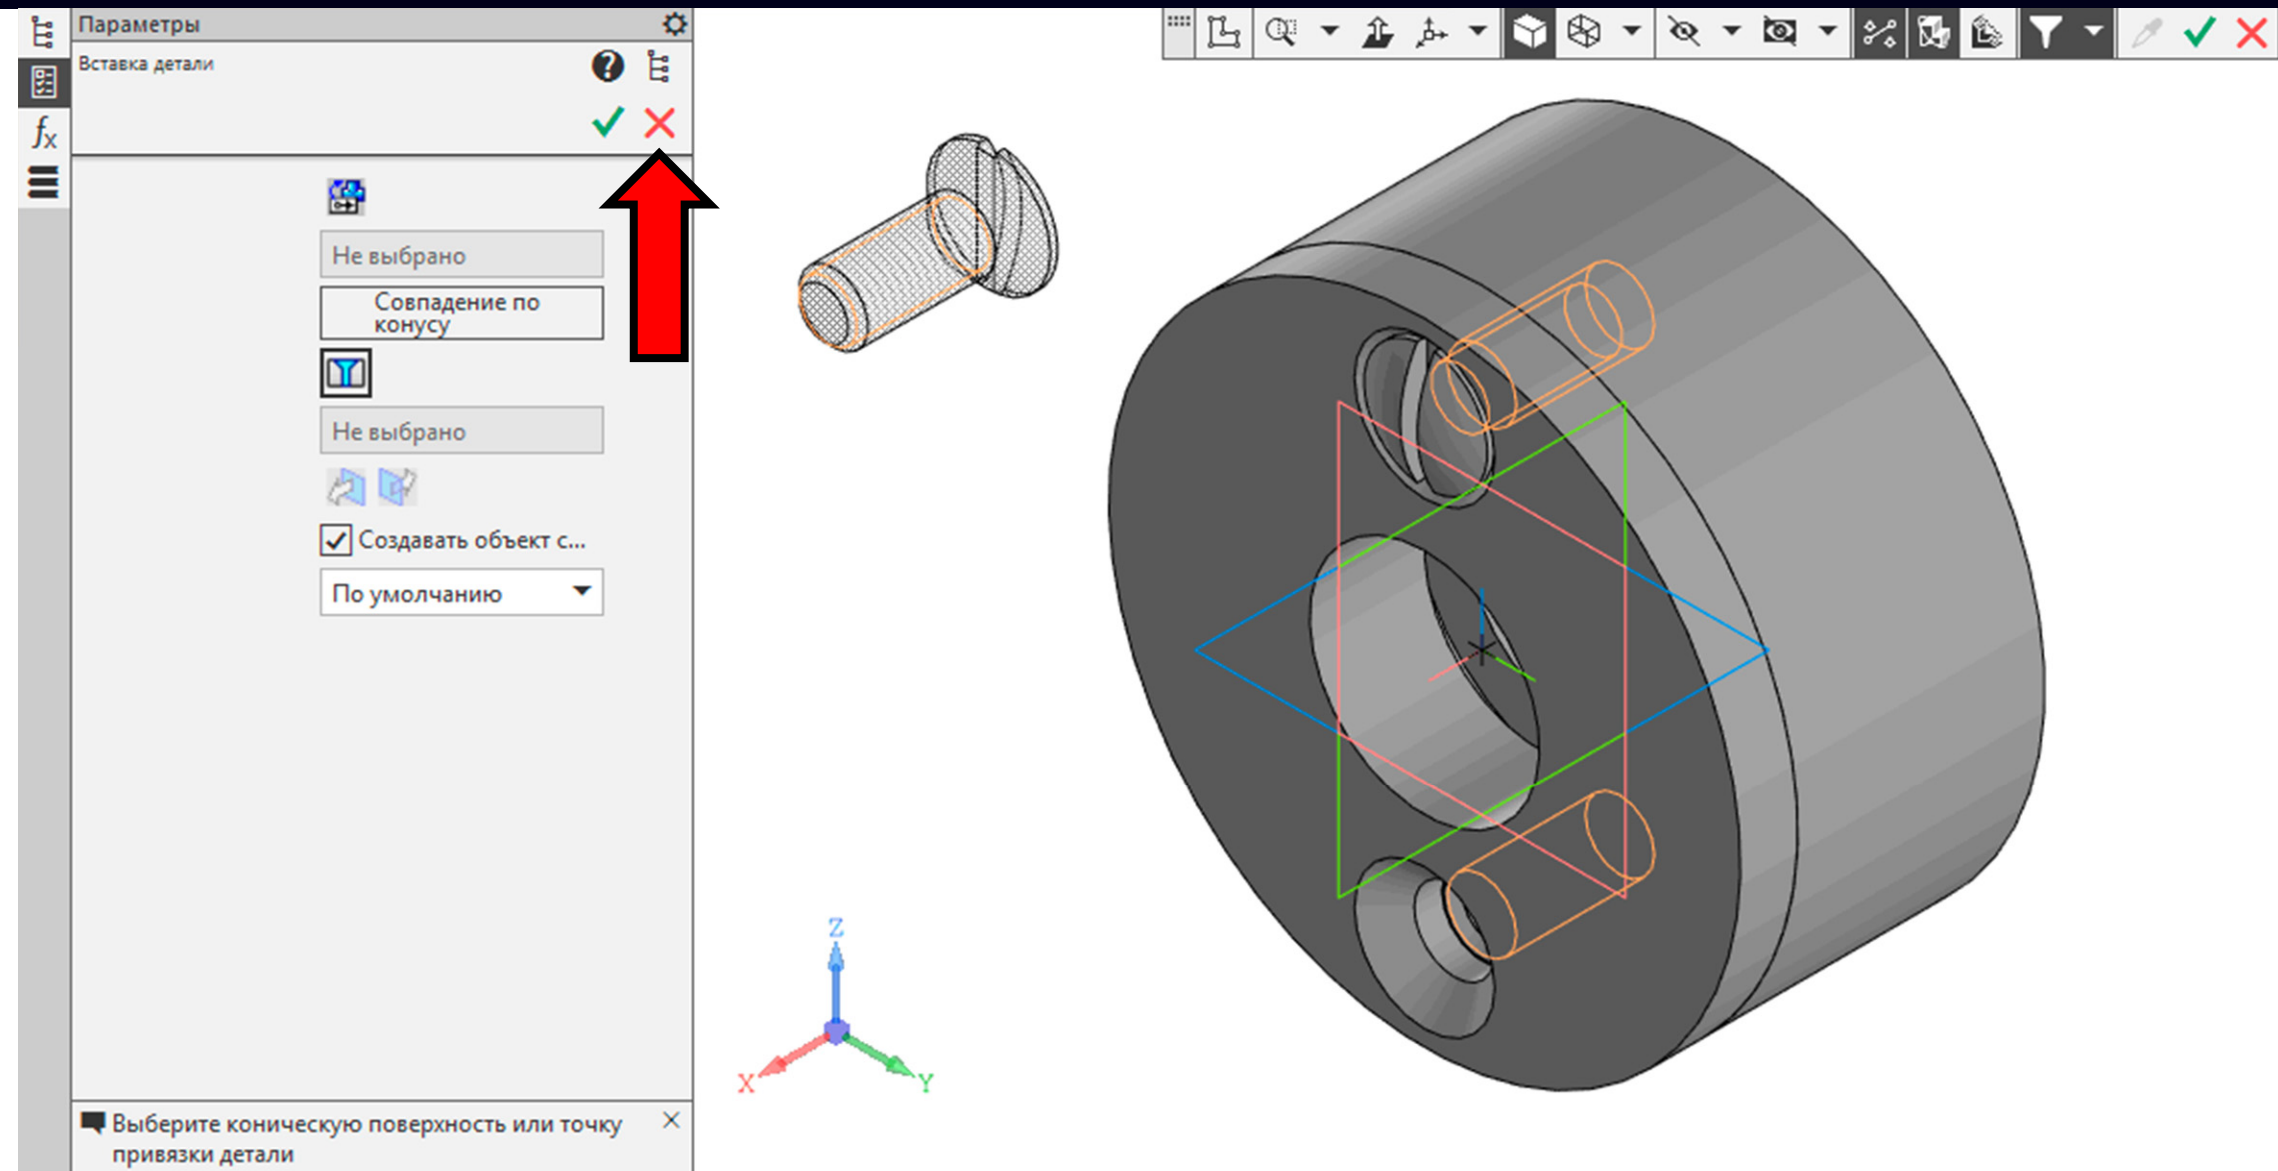 Параметры
Вставка детали
fx
Не выбрано
Совпадение по
конусу
Не выбрано
Создавать объект с...
По умолчанию
Выберите коническую поверхность или точку
привязки детали
Z
X
Y